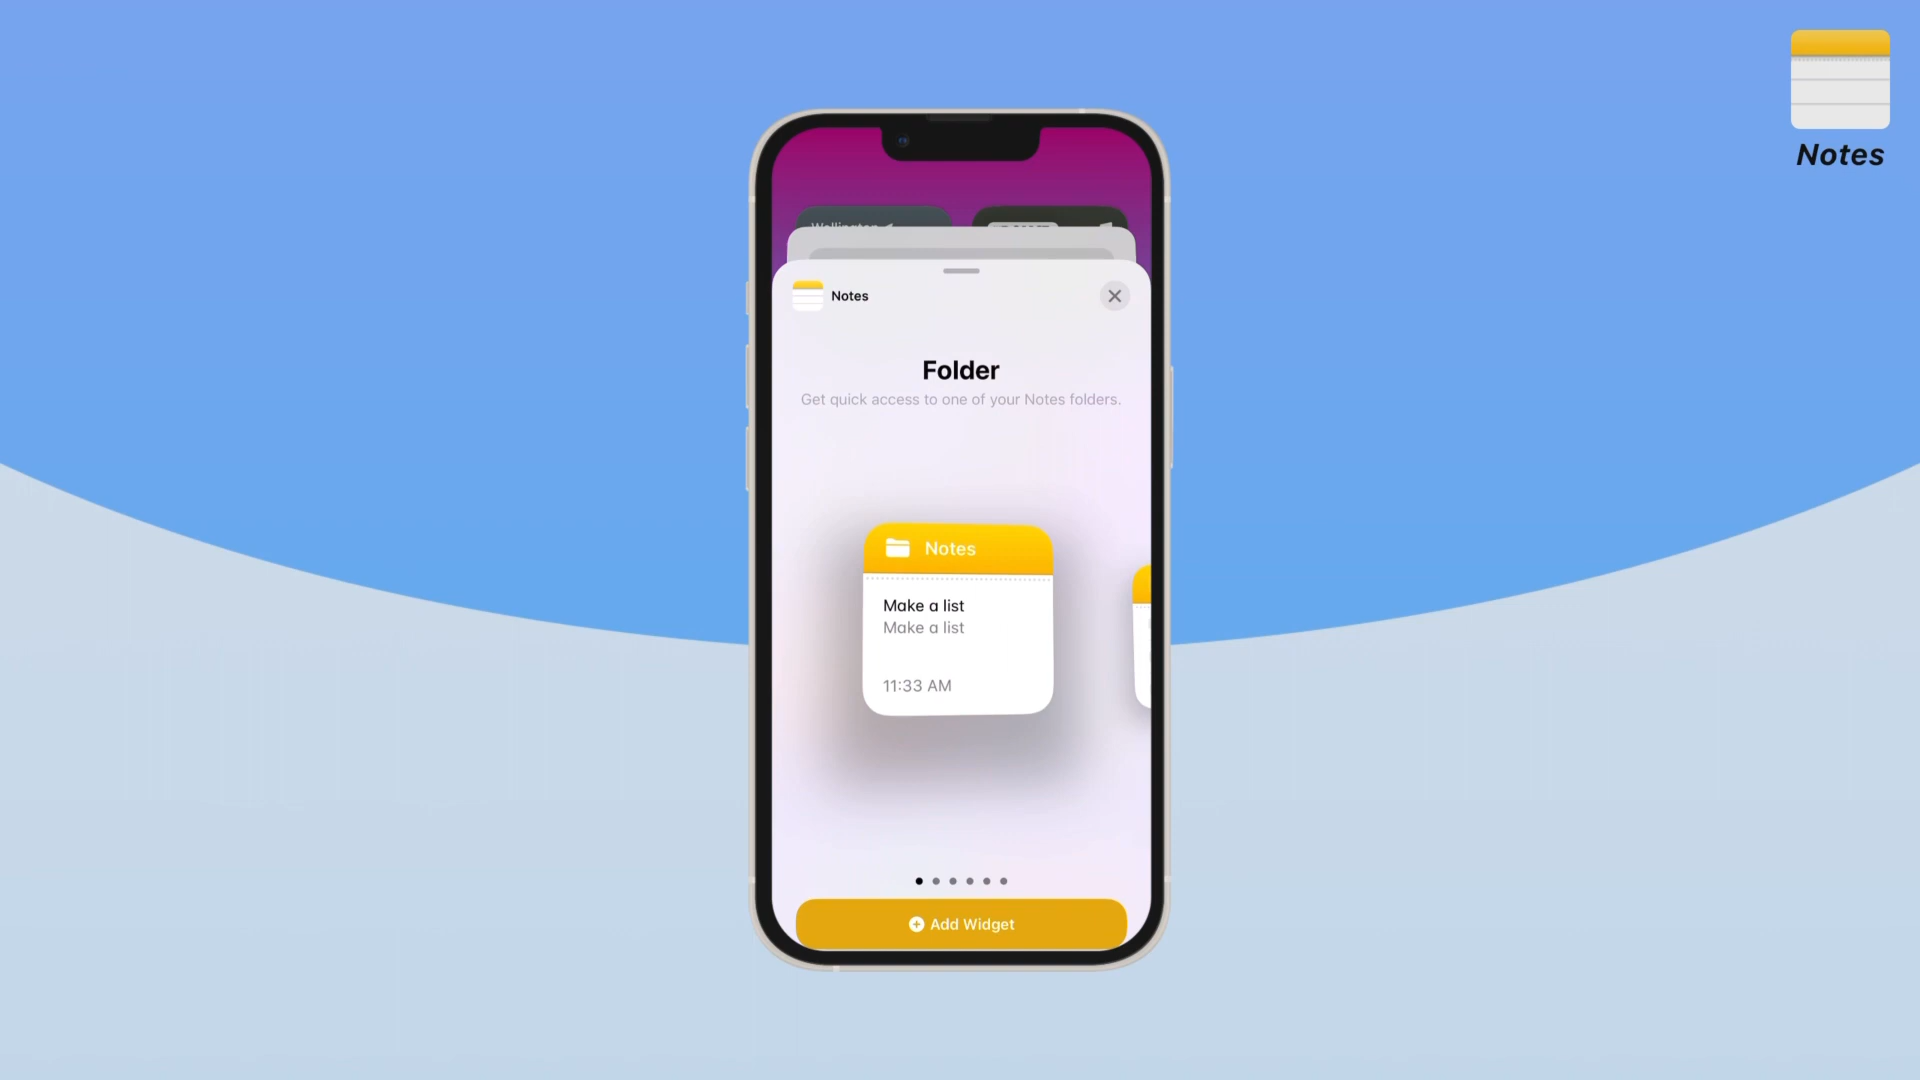 Notes
Wellington
Notes
Folder
Get quick access to one of your Notes folders.
Notes
Make a list
Make a list
11:33 AM
Add Widget